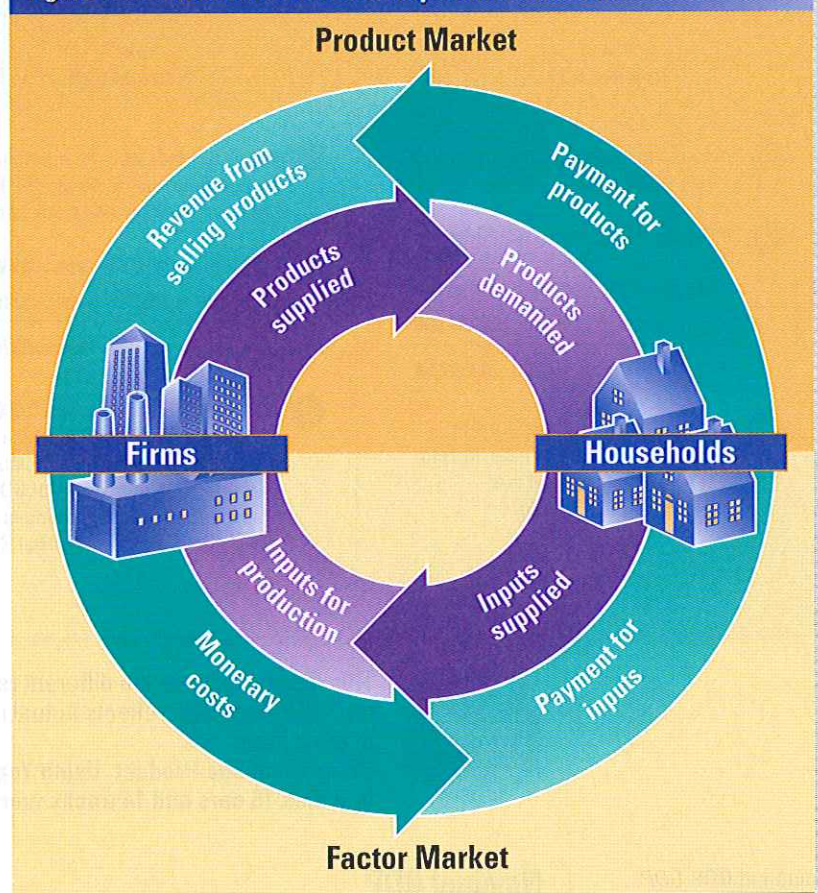 Product Market
Revenue from
selling products
Payment for
products
Products
supplied
Products
demanded
Firms
Households
Inputs for
production
Inputs
supplied
Monetary
costs
Payment for
inputs
Factor Market